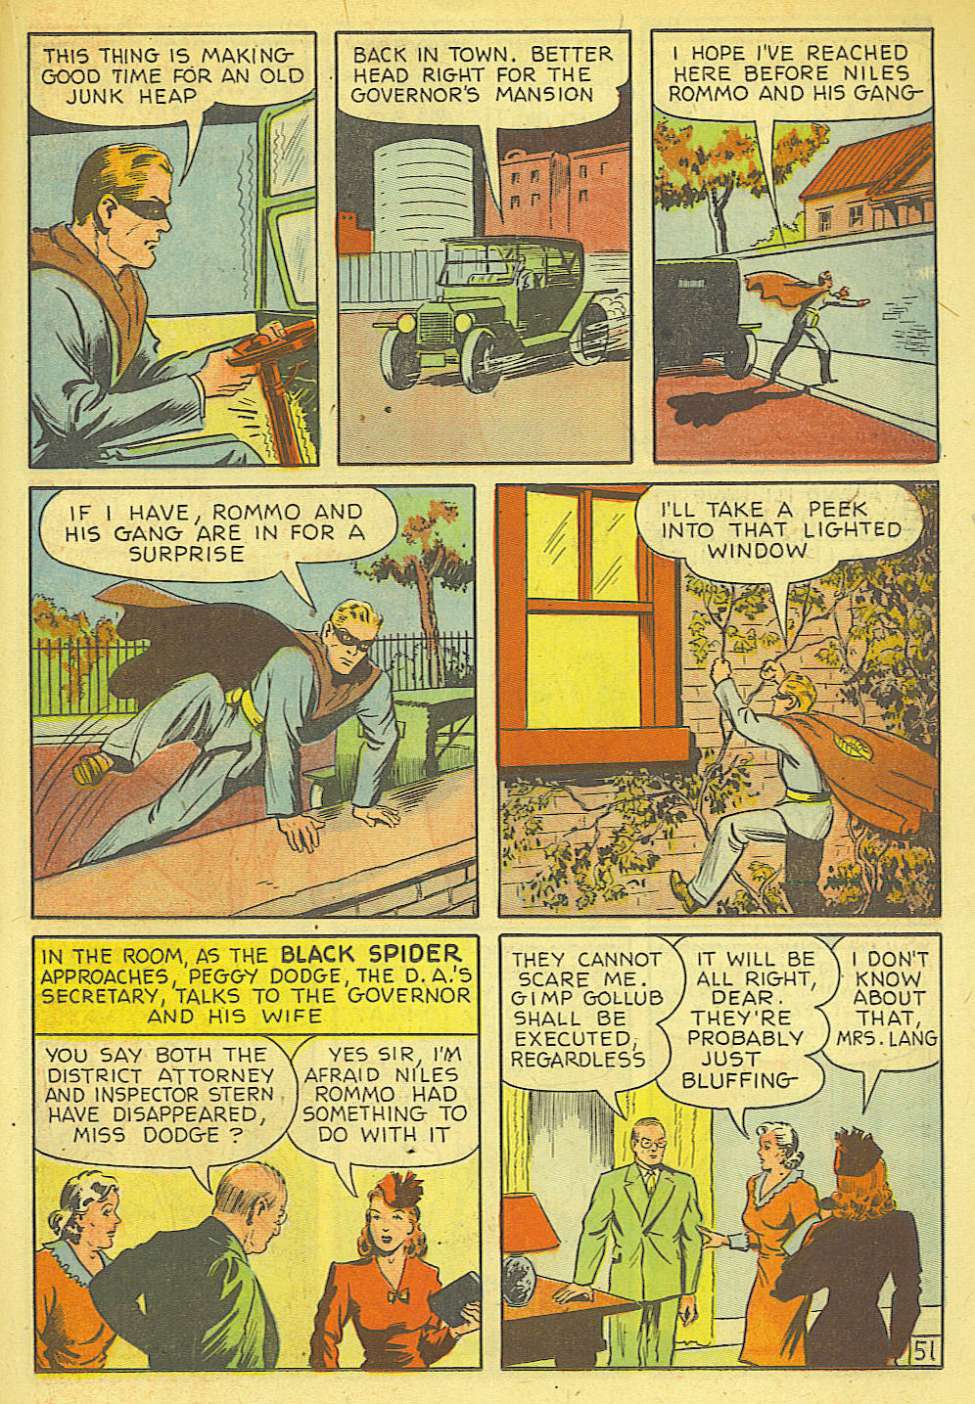 THIS THING IS MAKING
GOOD TIME FOR AN OLD
JUNK HEAP
BACK IN TOWN. BETTER
HEAD RIGHT FOR THE
GOVERNOR'S MANSION
I HOPE I'VE REACHED
HERE BEFORE NILES
ROMMO AND HIS GANG
IF I HAVE, ROMMO AND
HIS GANG ARE IN FOR A
SURPRISE
I'LL TAKE A PEEK
INTO THAT LIGHTED
WINDOW
IN THE ROOM, AS THE BLACK SPIDER
APPROACHES, PEGGY DODGE, THE D.A.'S
SECRETARY, TALKS TO THE GOVERNOR
AND HIS WIFE
YOU SAY BOTH THE
DISTRICT ATTORNEY
AND INSPECTOR STERN
HAVE DISAPPEARED,
MISS DODGE?
YES SIR, I'M
AFRAID NILES
ROMMO HAD
SOMETHING TO
DO WITH IT
THEY CANNOT
SCARE ME.
GIMP GOLLUB
SHALL BE
EXECUTED,
REGARDLESS
IT WILL BE
ALL RIGHT,
DEAR.
THEY'RE
PROBABLY
JUST
BLUFFING
I DON'T
KNOW
ABOUT
THAT,
MRS. LANG
51